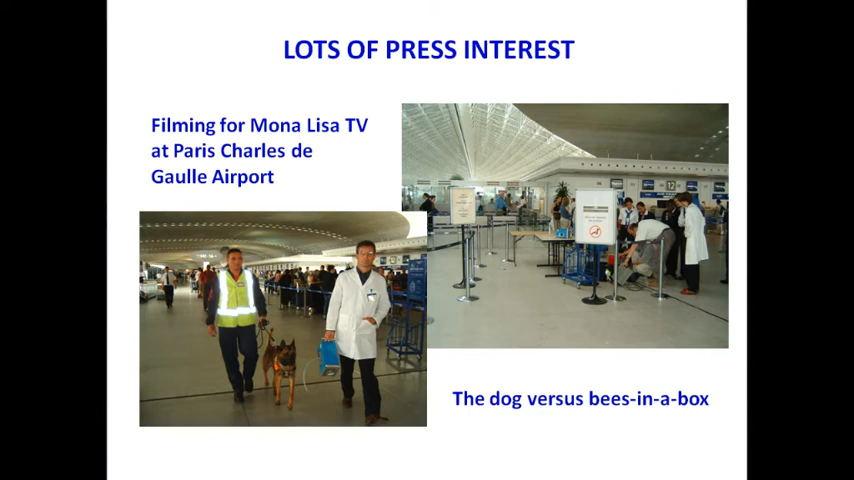 LOTS OF PRESS INTEREST
Filming for Mona Lisa TV
at Paris Charles de
Gaulle Airport
12
The dog versus bees-in-a-box